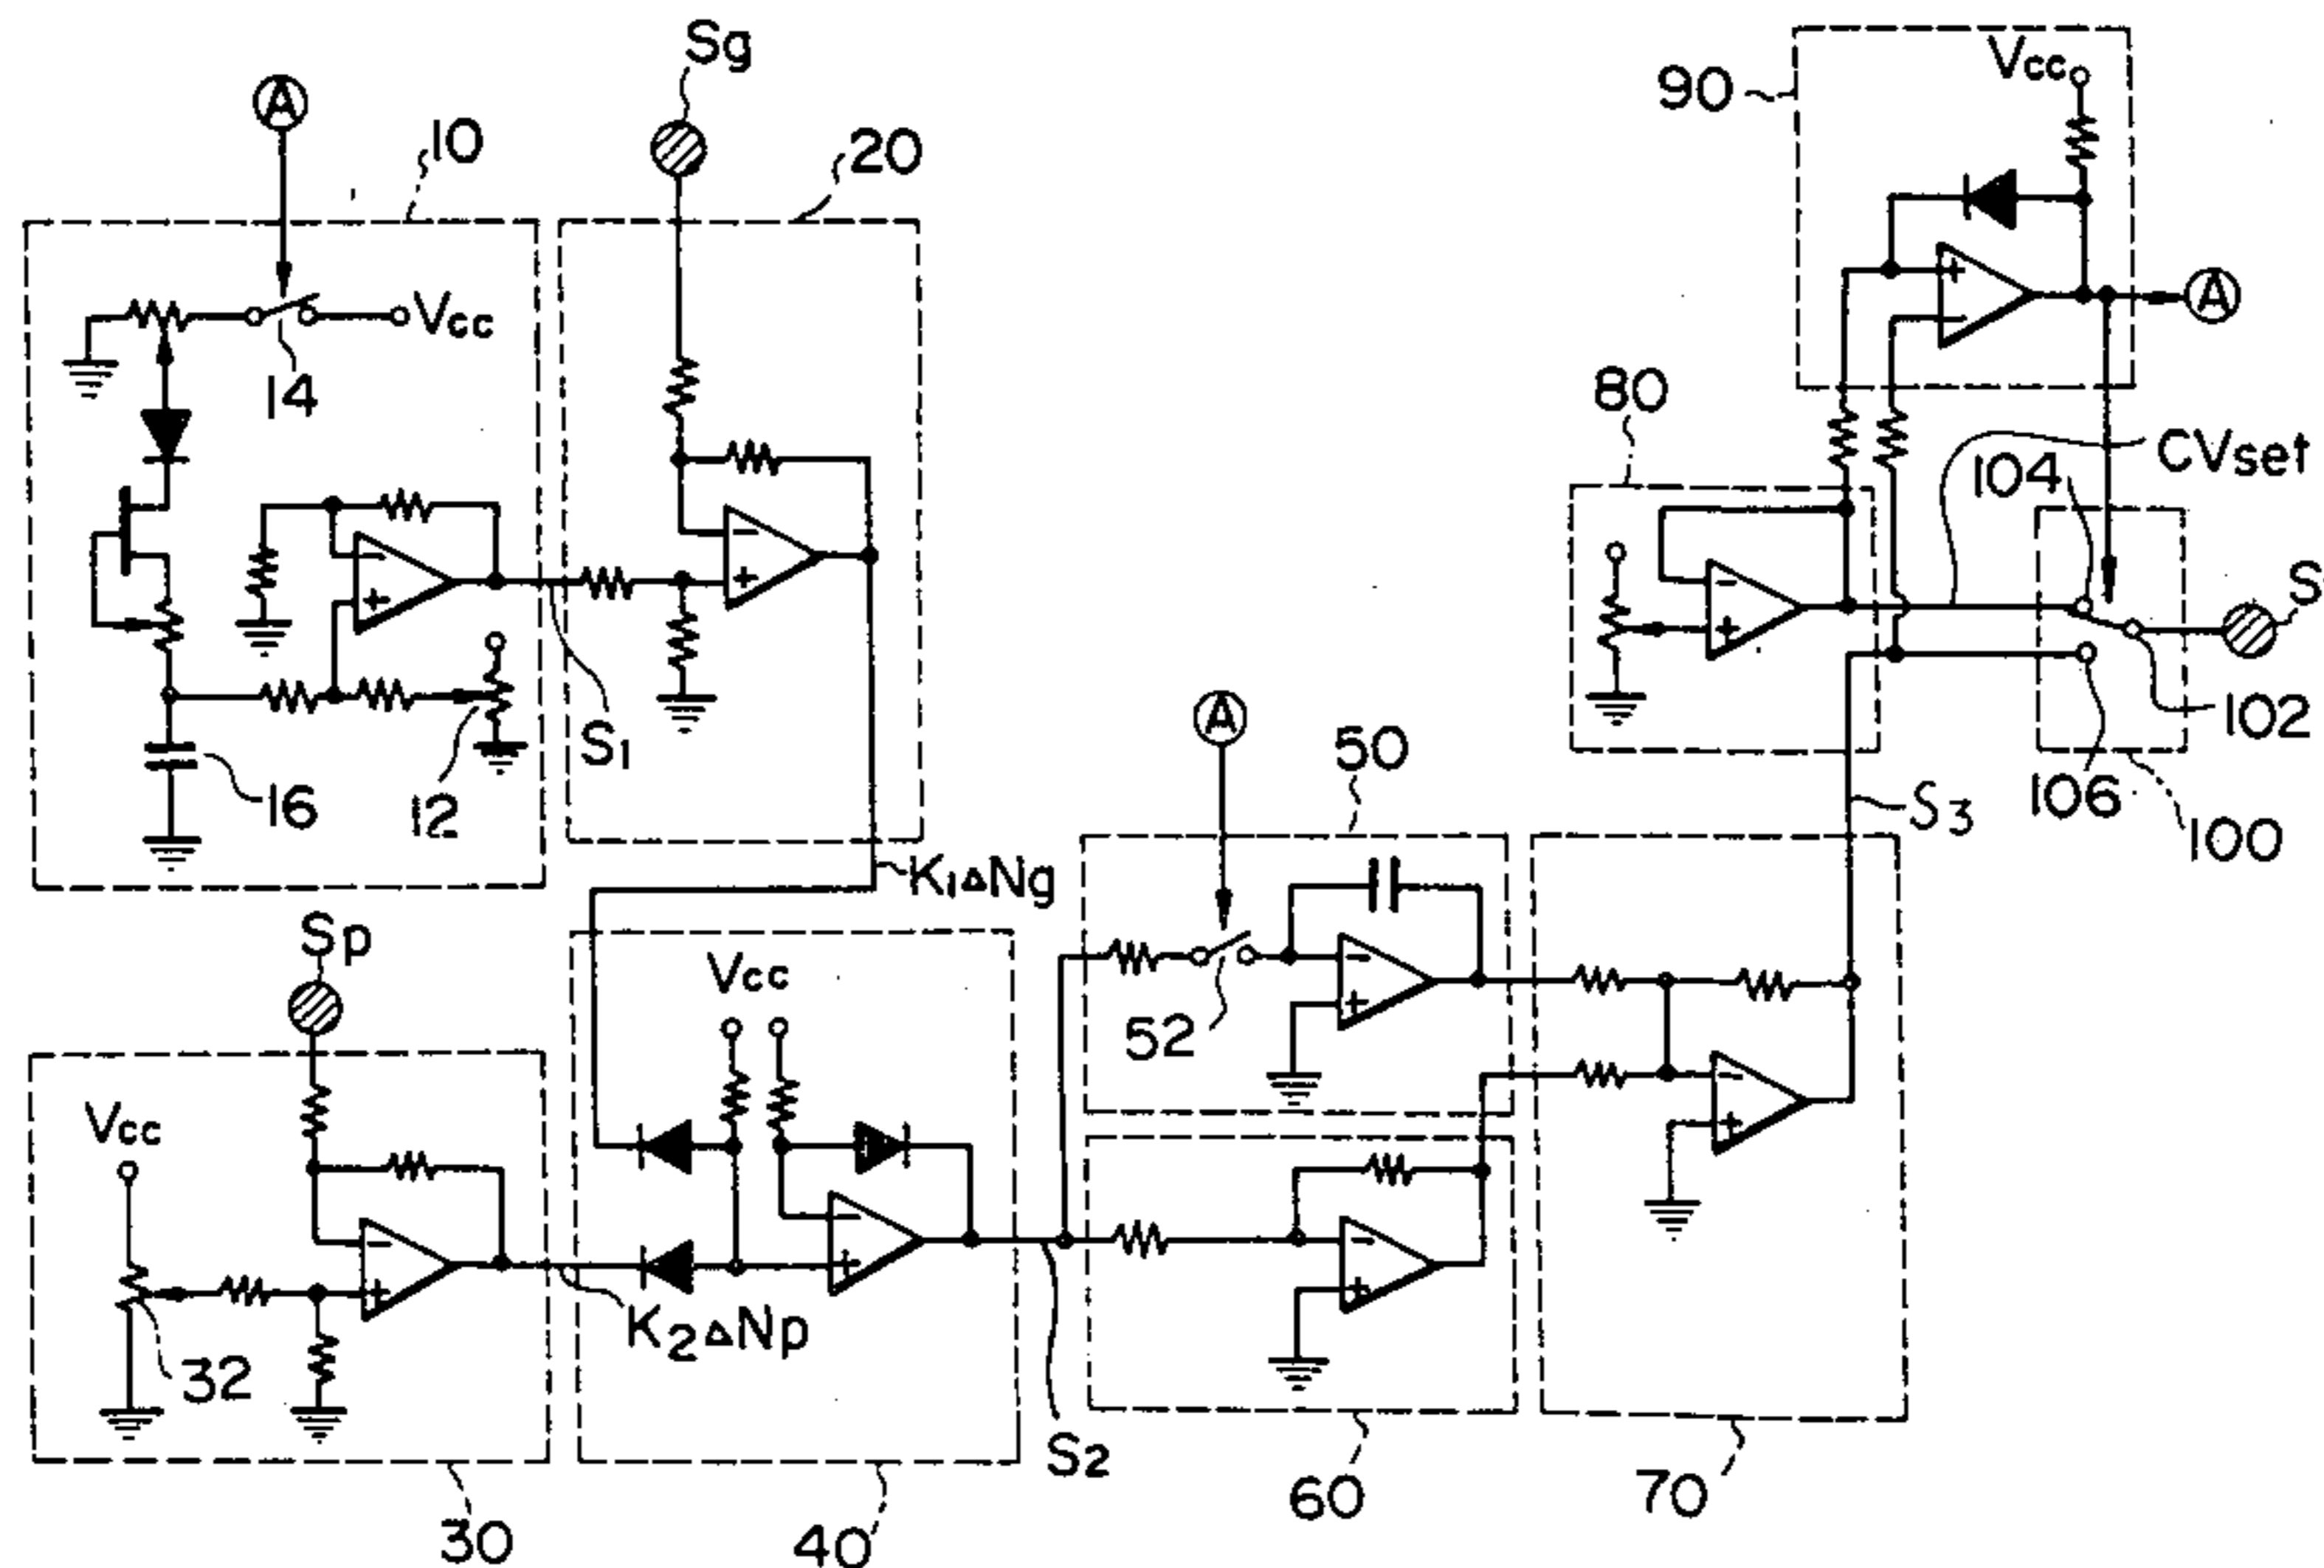 Sg
A
10
20
90
Vcc
A
14
Vcc
80
CVset
104
S
102
S1
16
12
A
50
106
100
S3
K1ΔNg
Sp
Vcc
52
Vcc
32
K2ΔNp
S2
60
70
30
40
+
-
-
+
-
+
-
+
-
+
-
+
-
+
-
+
-
+